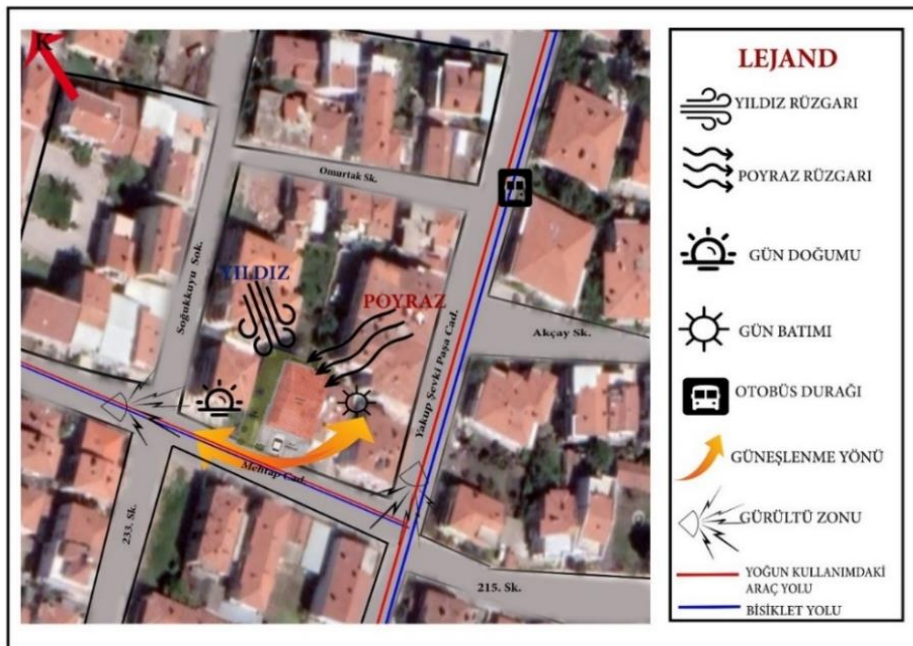 K
Omurtak Sk.
Soğukkuyu Sok.
YILDIZ
POYRAZ
Akçay Sk.
Yakup Şevki Paşa Cad.
Mehtap Cad.
233. Sk.
215. Sk.
LEJAND
YILDIZ RÜZGARI
POYRAZ RÜZGARI
GÜN DOĞUMU
GÜN BATIMI
OTOBÜS DURAĞI
GÜNEŞLENME YÖNÜ
GÜRÜLTÜ ZONU
YOĞUN KULLANIMDAKİ
ARAÇ YOLU
BİSİKLET YOLU